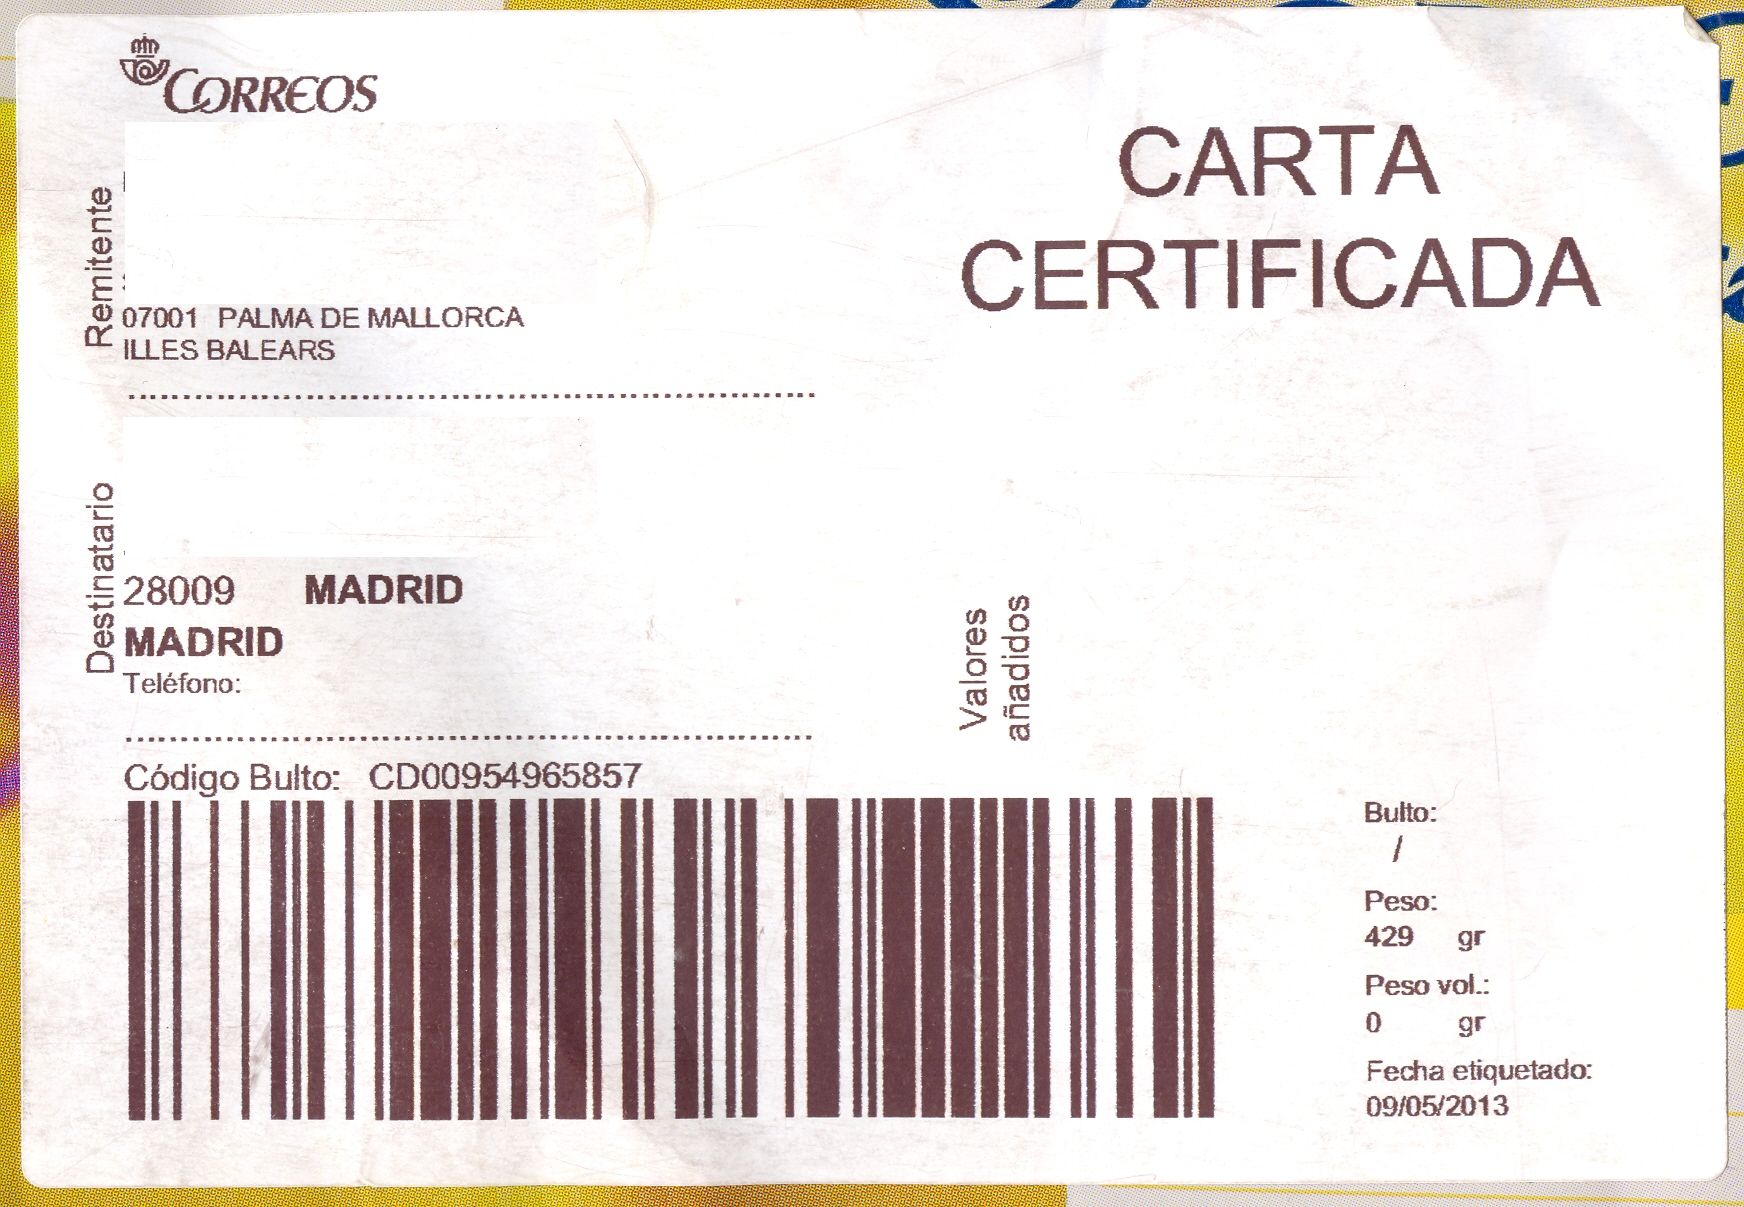 CORREOS
CARTA
CERTIFICADA
Remitente
07001 PALMA DE MALLORCA
ILLES BALEARS
Destinatario
28009 MADRID
MADRID
Teléfono:
Valores
añadidos
Código Bulto: CD00954965857
Bulto:
/
Peso:
429 gr
Peso vol.:
0 gr
Fecha etiquetado:
09/05/2013